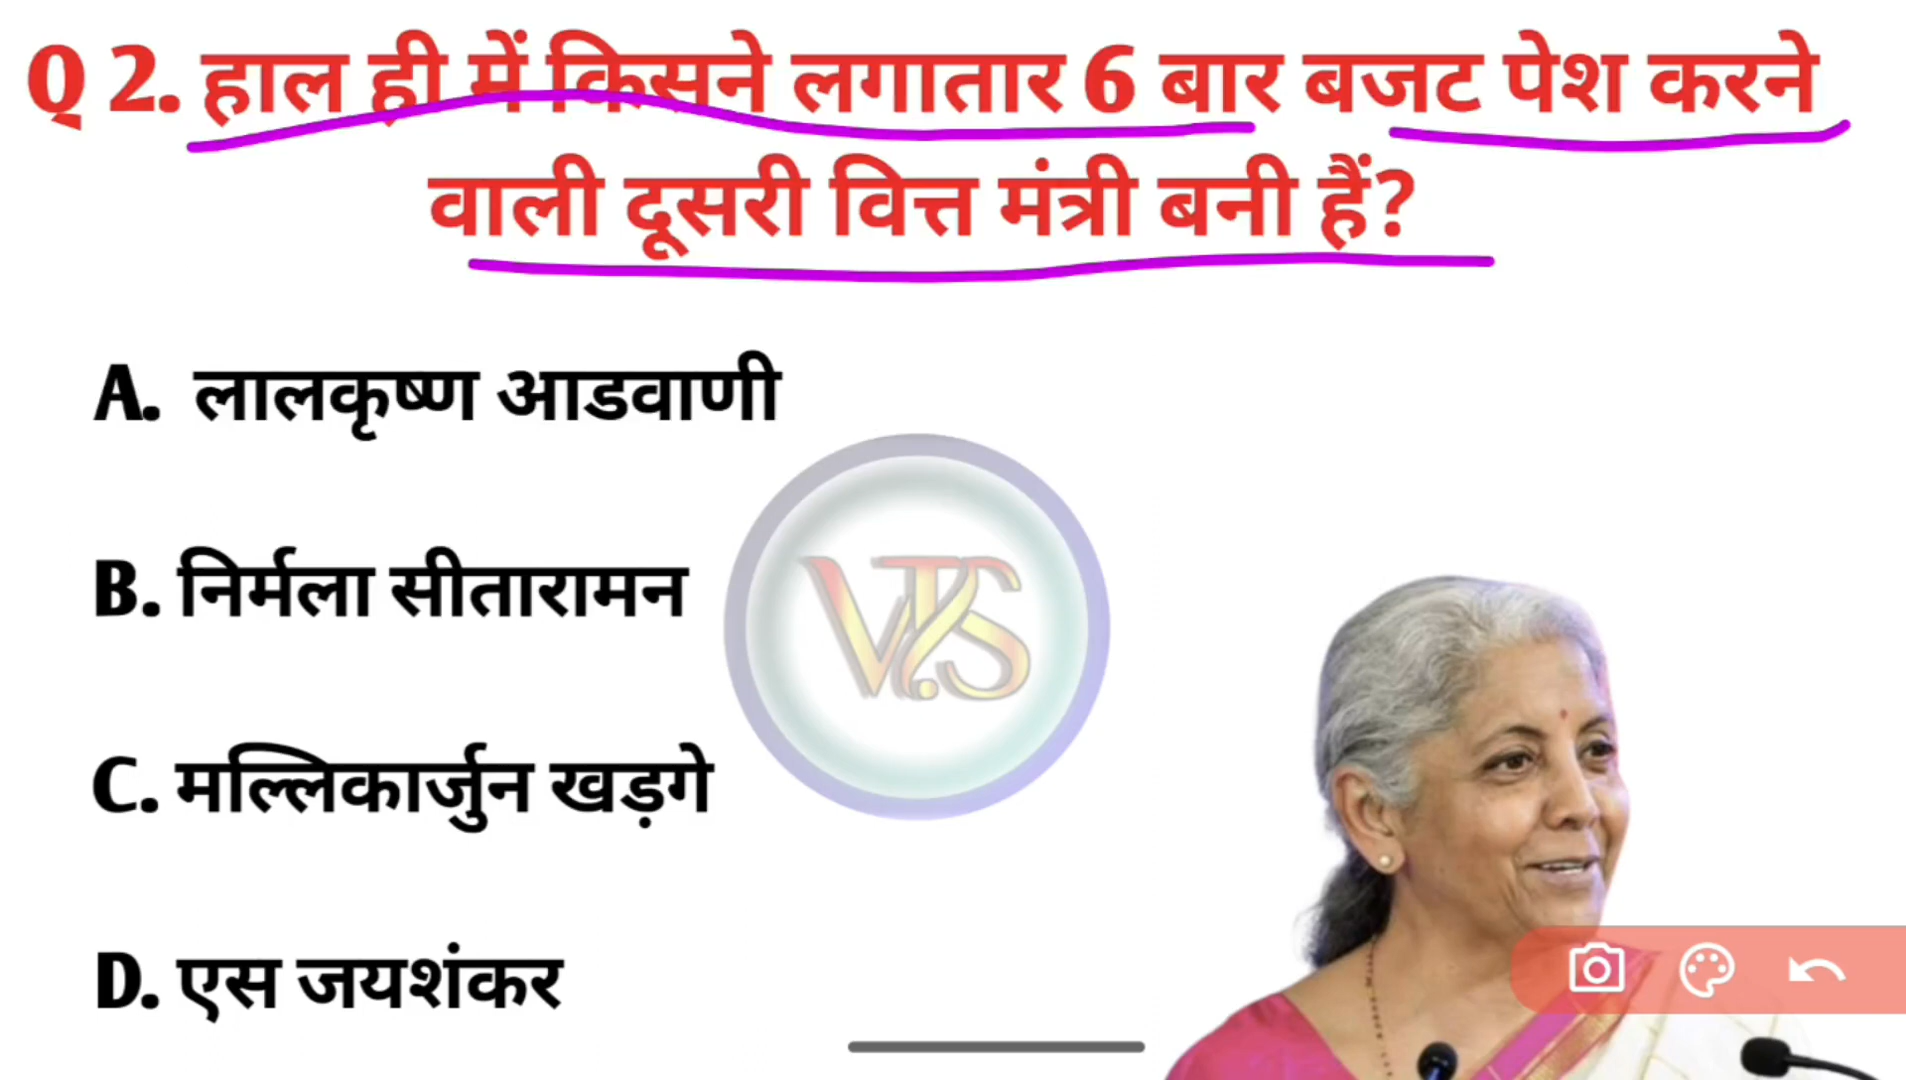 Q 2. हाल ही में किसने लगातार 6 बार बजट पेश करने
वाली दूसरी वित्त मंत्री बनी हैं?
A. लालकृष्ण आडवाणी
B. निर्मला सीतारामन
V.T.S
C. मल्लिकार्जुन खड़गे
D. एस जयशंकर